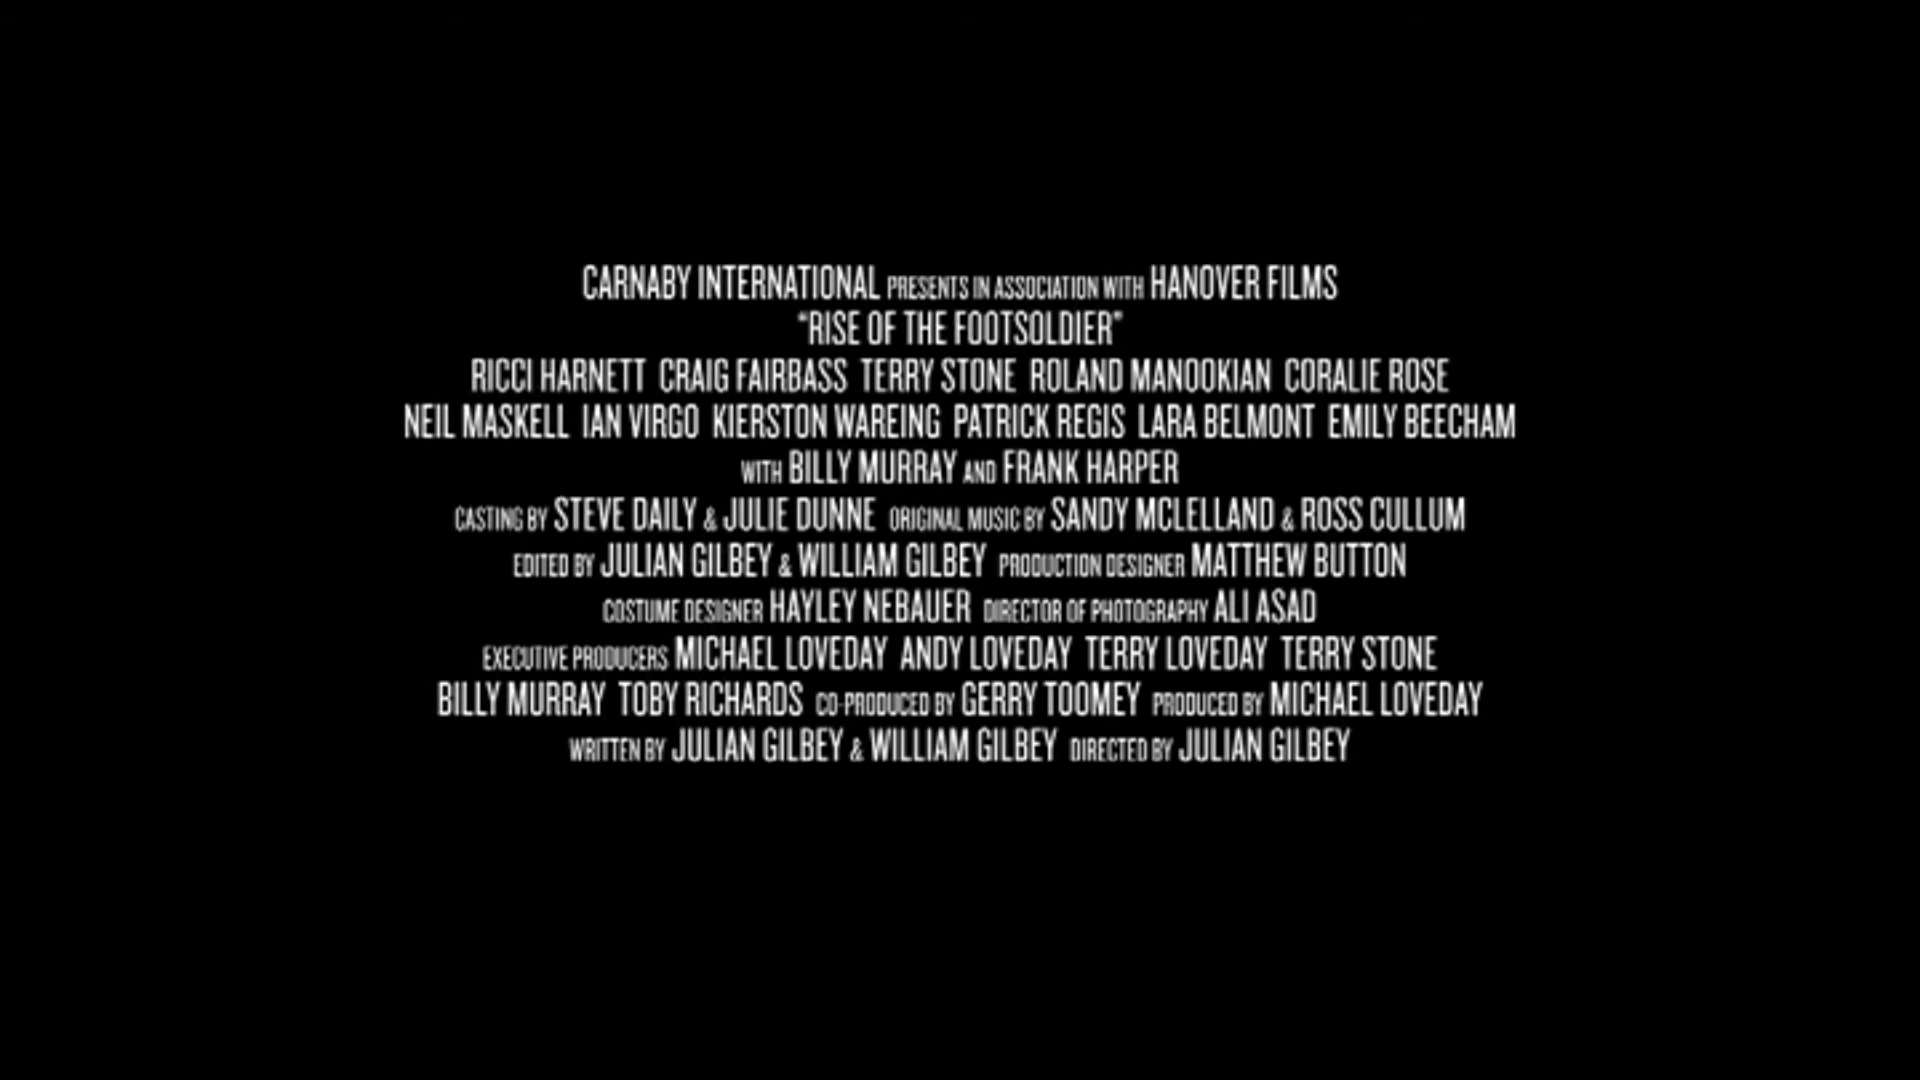 CARNABY INTERNATIONAL PRESENTS IN ASSOCIATION WITH HANOVER FILMS
“RISE OF THE FOOTSOLDIER”
RICCI HARNETT CRAIG FAIRBASS TERRY STONE ROLAND MANOOKIAN CORALIE ROSE
NEIL MASKELL IAN VIRGO KIERSTON WAREING PATRICK REGIS LARA BELMONT EMILY BEECHAM
WITH BILLY MURRAY AND FRANK HARPER
CASTING BY STEVE DAILY & JULIE DUNNE ORIGINAL MUSIC BY SANDY MCLELLAND & ROSS CULLUM
EDITED BY JULIAN GILBEY & WILLIAM GILBEY PRODUCTION DESIGNER MATTHEW BUTTON
COSTUME DESIGNER HAYLEY NEBAUER DIRECTOR OF PHOTOGRAPHY ALI ASAD
EXECUTIVE PRODUCERS MICHAEL LOVEDAY ANDY LOVEDAY TERRY LOVEDAY TERRY STONE
BILLY MURRAY TOBY RICHARDS CO-PRODUCED BY GERRY TOOMEY PRODUCED BY MICHAEL LOVEDAY
WRITTEN BY JULIAN GILBEY & WILLIAM GILBEY DIRECTED BY JULIAN GILBEY